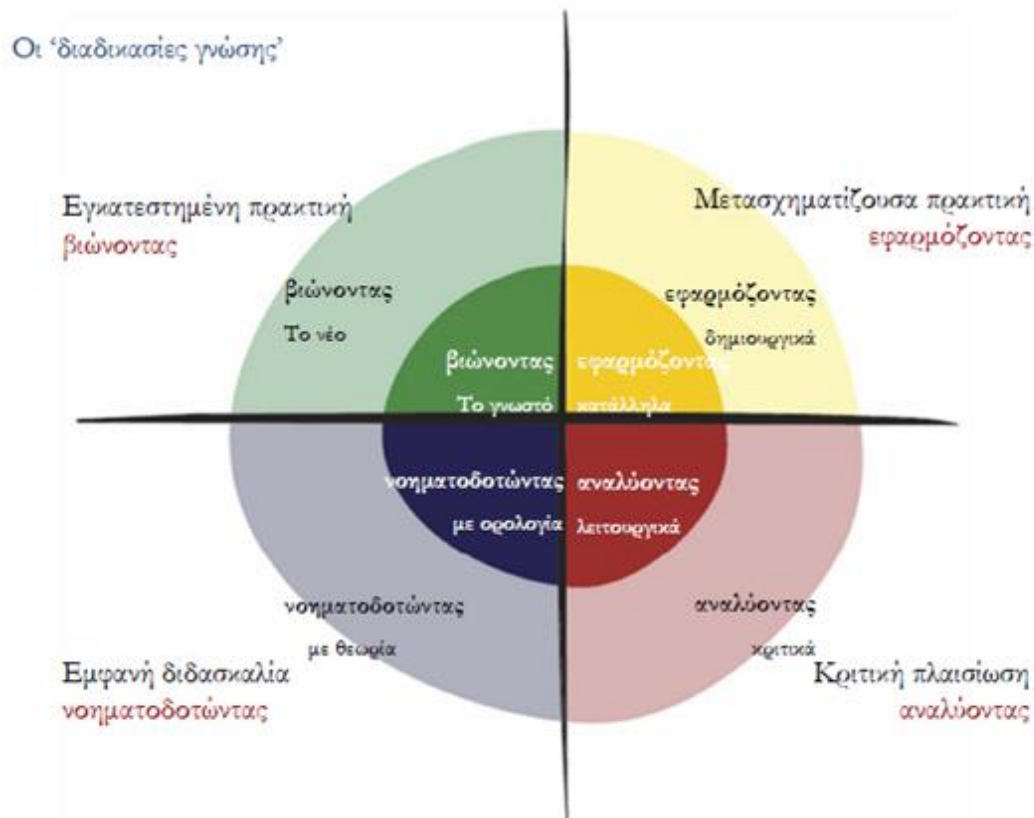 Οι ‘διαδικασίες γνώσης’
Εγκατεστημένη πρακτική
βιώνοντας
Μετασχηματίζουσα πρακτική
εφαρμόζοντας
βιώνοντας
Το νέο
εφαρμόζοντας
δημιουργικά
βιώνοντας
Το γνωστό
εφαρμόζοντας
κατάλληλα
νοηματοδοτώντας
με ορολογία
αναλύοντας
λειτουργικά
νοηματοδοτώντας
με θεωρία
αναλύοντας
κριτικά
Εμφανή διδασκαλία
νοηματοδοτώντας
Κριτική πλαισίωση
αναλύοντας